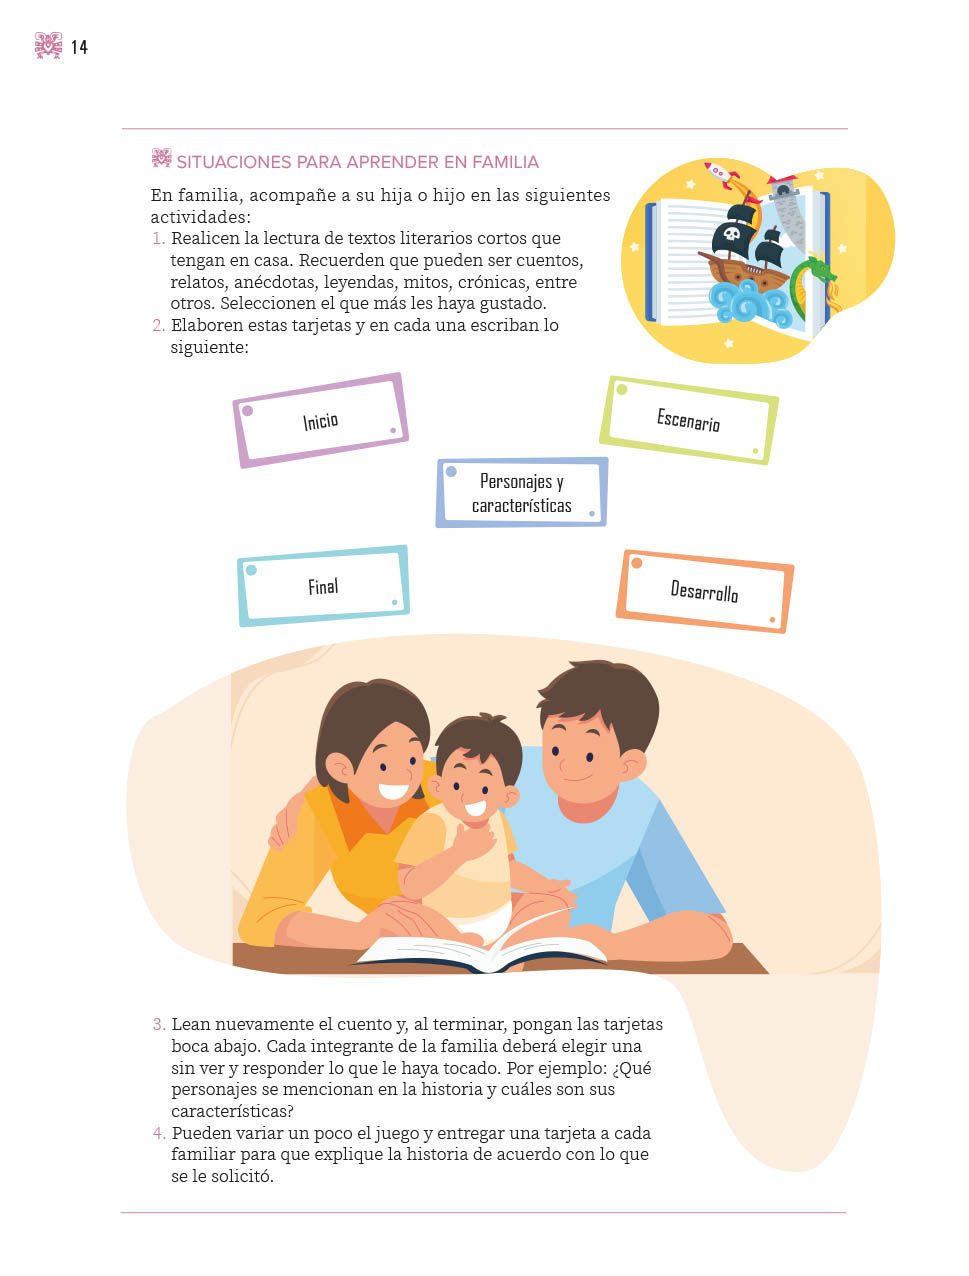 14
SITUACIONES PARA APRENDER EN FAMILIA
En familia, acompañe a su hija o hijo en las siguientes
actividades:
1. Realicen la lectura de textos literarios cortos que
tengan en casa. Recuerden que pueden ser cuentos,
relatos, anécdotas, leyendas, mitos, crónicas, entre
otros. Seleccionen el que más les haya gustado.
2. Elaboren estas tarjetas y en cada una escriban lo
siguiente:
Inicio
Escenario
Personajes y
características
Final
Desarrollo
3. Lean nuevamente el cuento y, al terminar, pongan las tarjetas
boca abajo. Cada integrante de la familia deberá elegir una
sin ver y responder lo que le haya tocado. Por ejemplo: ¿Qué
personajes se mencionan en la historia y cuáles son sus
características?
4. Pueden variar un poco el juego y entregar una tarjeta a cada
familiar para que explique la historia de acuerdo con lo que
se le solicitó.